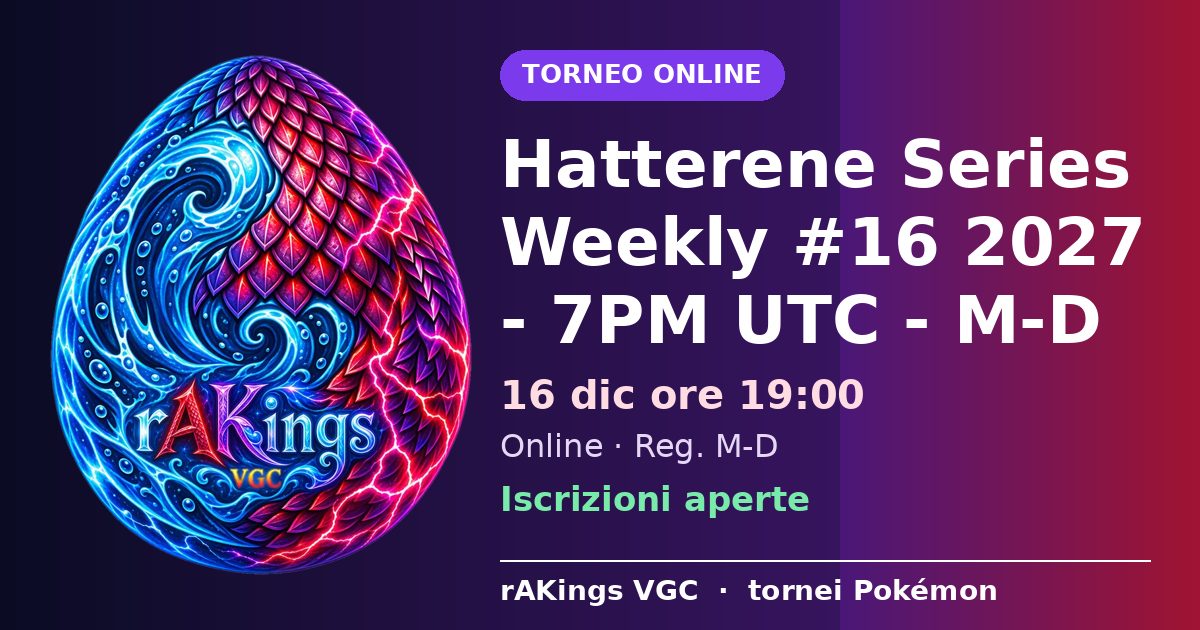 rAKings
VGC
TORNEO ONLINE
Hatterene Series
Weekly #16 2027
- 7PM UTC - M-D
16 dic ore 19:00
Online · Reg. M-D
Iscrizioni aperte
rAKings VGC · tornei Pokémon